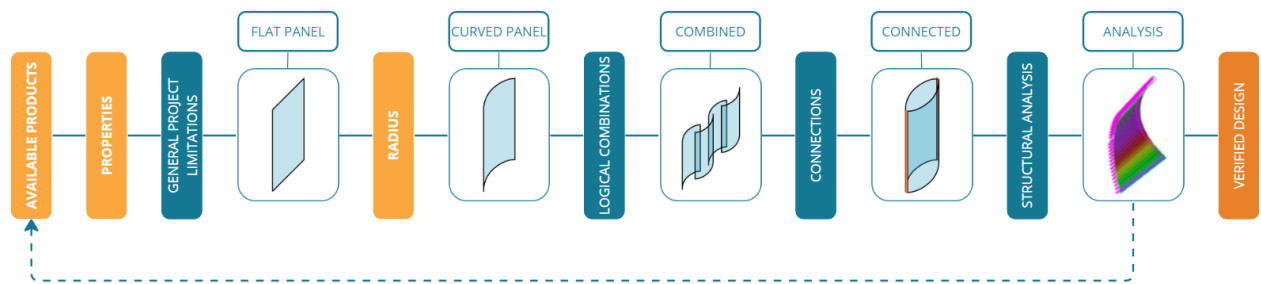 AVAILABLE PRODUCTS
PROPERTIES
GENERAL PROJECT
LIMITATIONS
FLAT PANEL
RADIUS
CURVED PANEL
LOGICAL COMBINATIONS
COMBINED
CONNECTIONS
CONNECTED
STRUCTURAL ANALYSIS
ANALYSIS
VERIFIED DESIGN